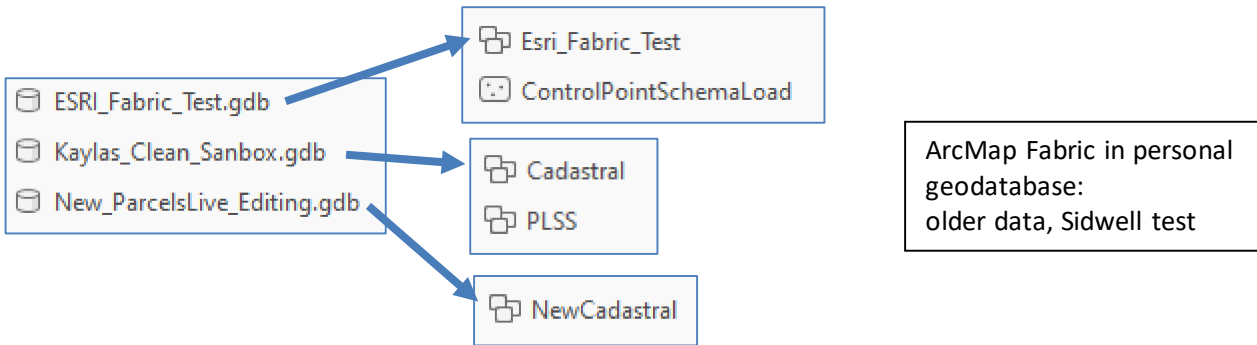 ESRI_Fabric_Test.gdb
Kaylas_Clean_Sanbox.gdb
New_ParcelsLive_Editing.gdb
Esri_Fabric_Test
ControlPointSchemaLoad
Cadastral
PLSS
NewCadastral
ArcMap Fabric in personal
geodatabase:
older data, Sidwell test